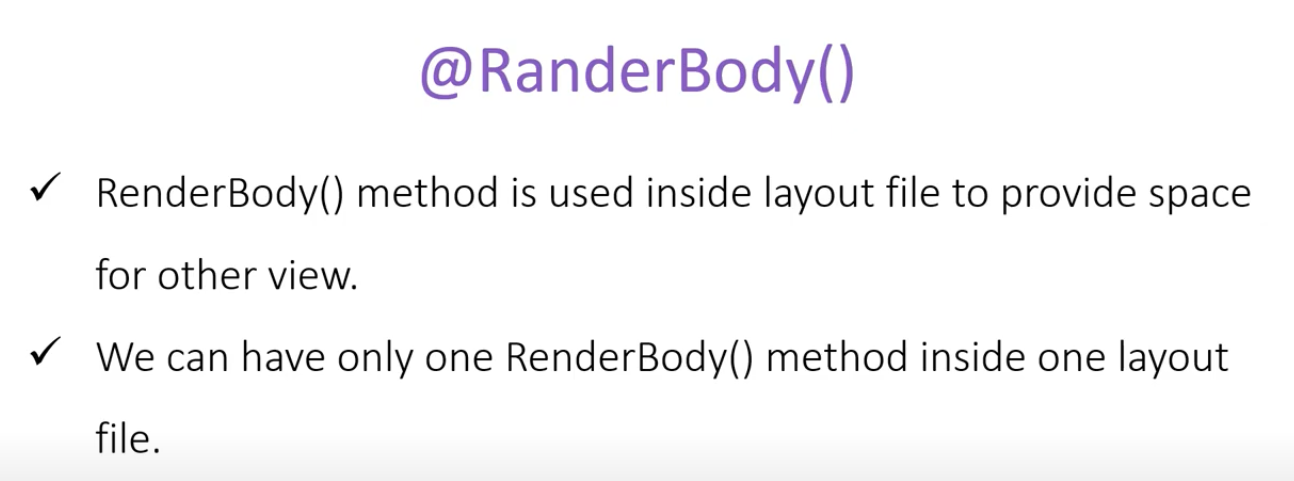 @RanderBody()
✓ RenderBody() method is used inside layout file to provide space
for other view.
✓ We can have only one RenderBody() method inside one layout
file.